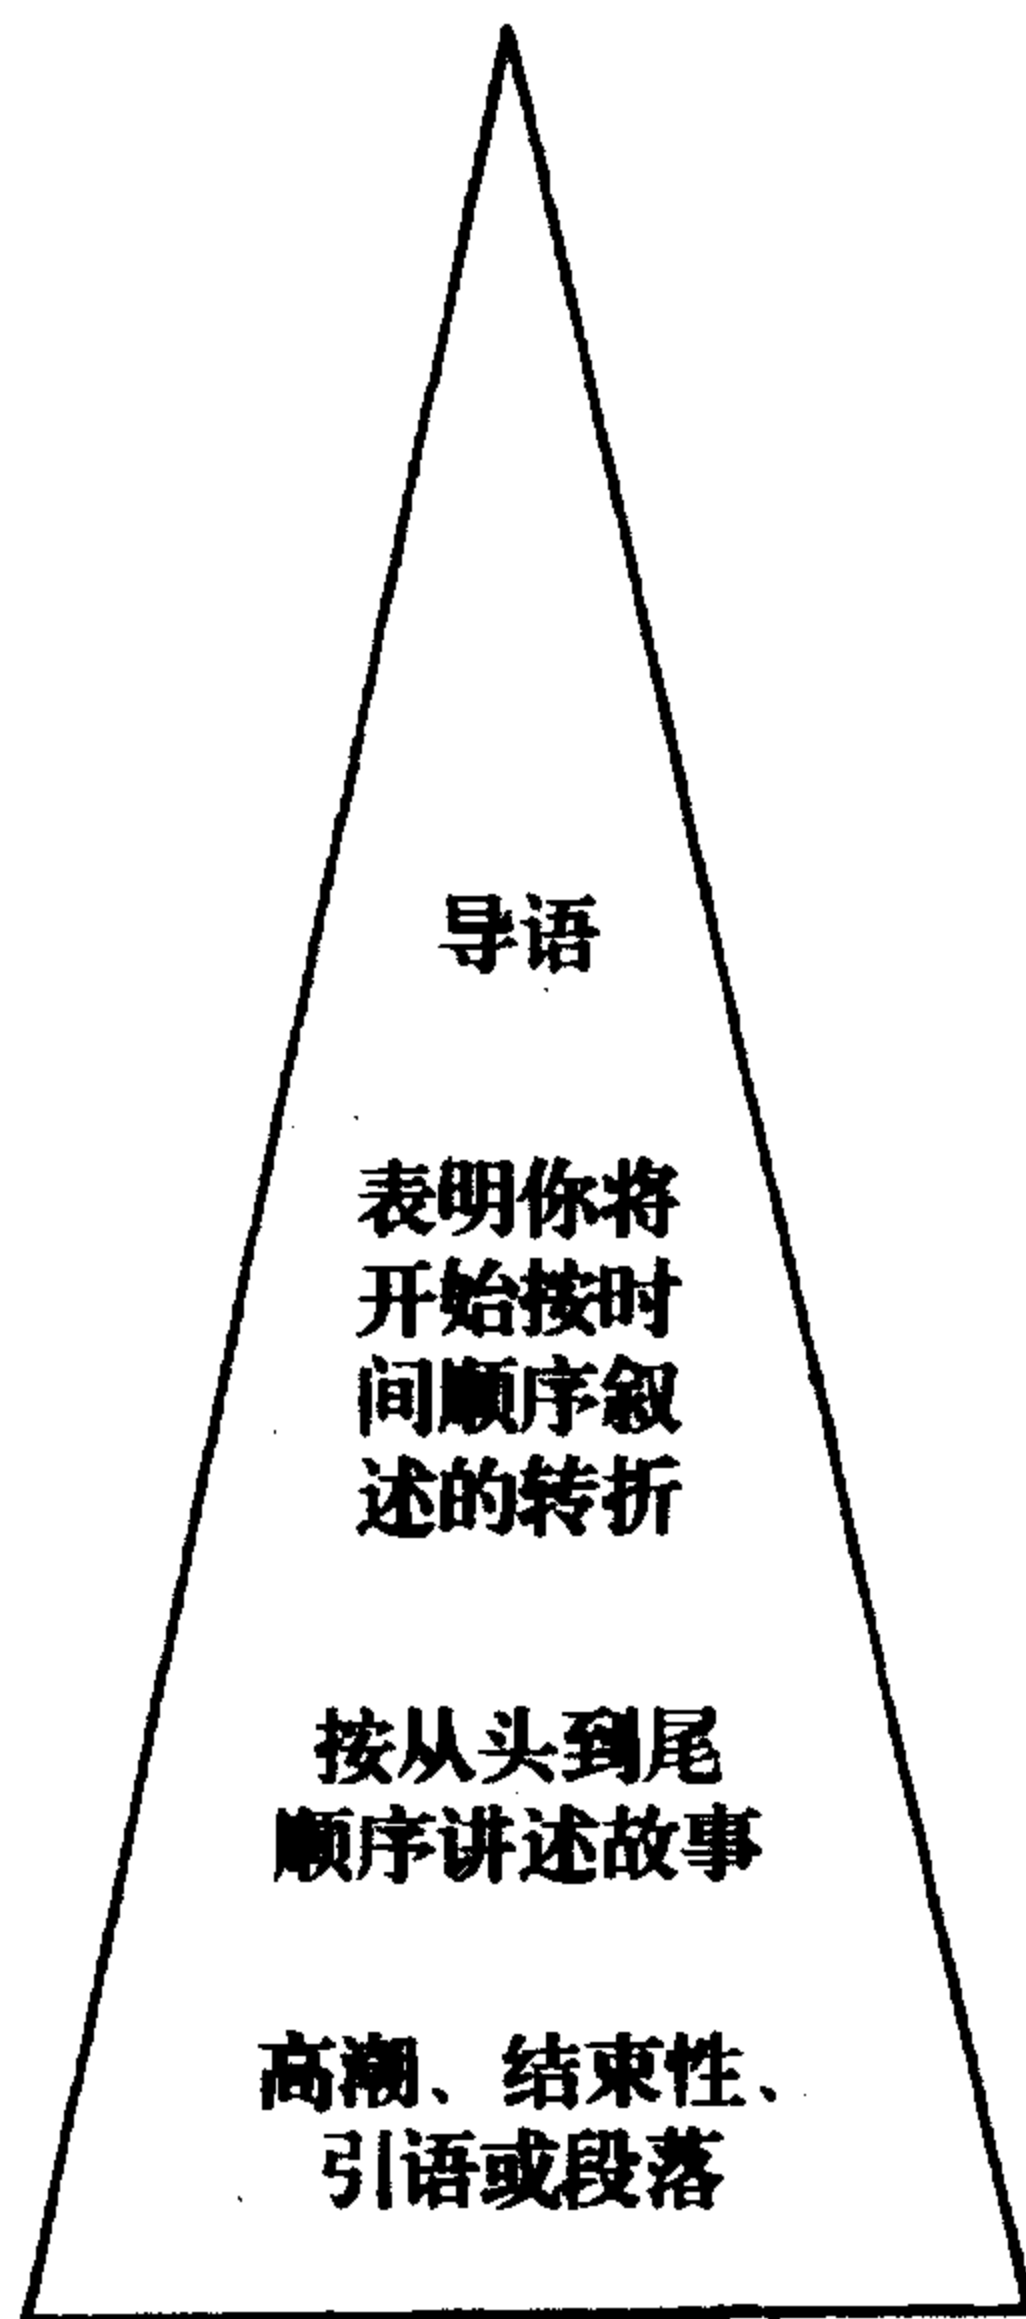 导语
表明你将
开始按时
间顺序叙
述的转折
按从头到尾
顺序讲述故事
高潮、结束性、
引语或段落